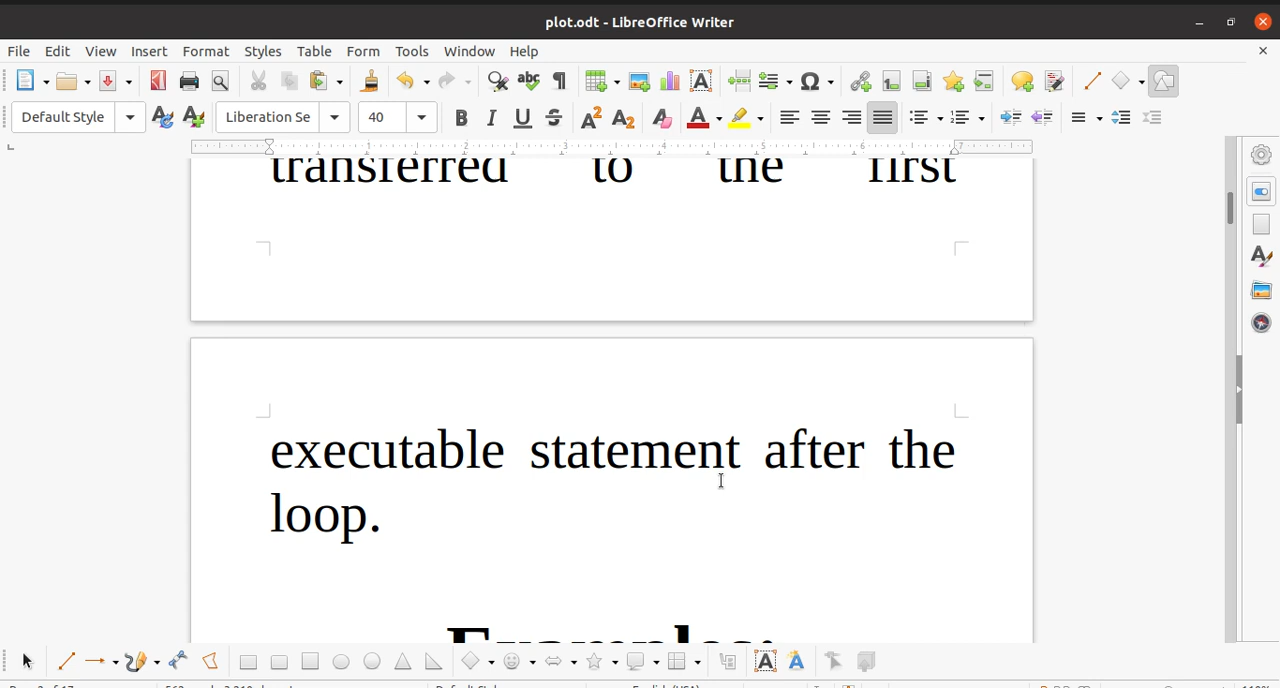 plot.odt - LibreOffice Writer
File Edit View Insert Format Styles Table Form Tools Window Help
Default Style Liberation Se 40
transferred to the first
executable statement after the
loop.
Examples: